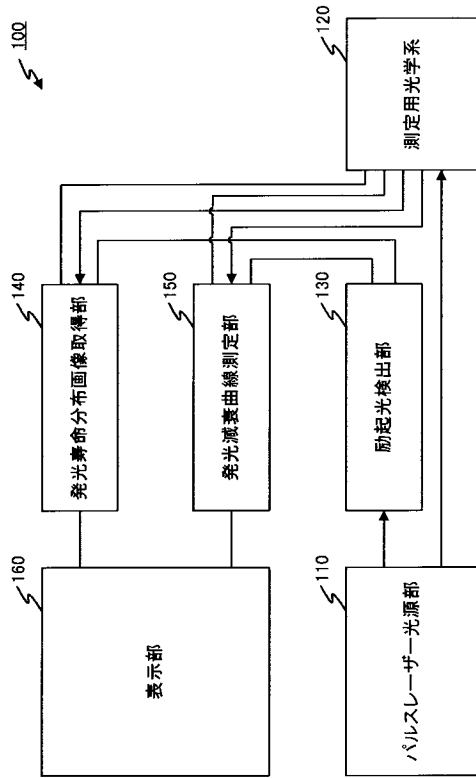 100
120
測定用光学系
140
発光寿命分布画像取得部
150
発光減衰曲線測定部
130
励起光検出部
160
表示部
110
パルスレーザー光源部